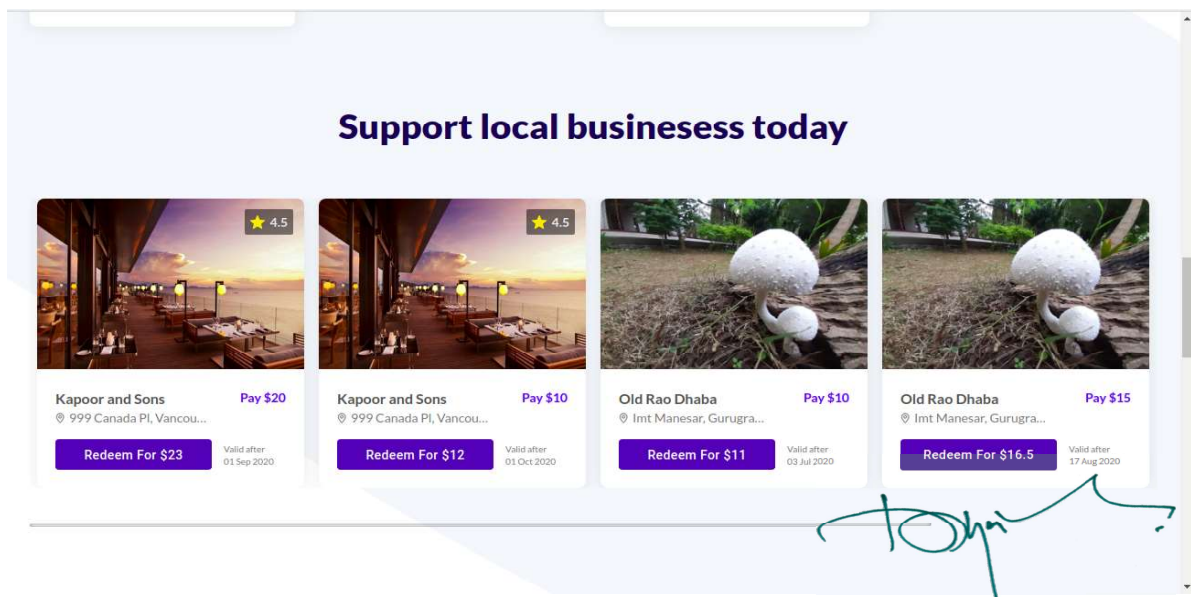 Support local businesess today
4.5
4.5
Kapoor and Sons Pay $20
999 Canada Pl, Vancou...
Redeem For $23 Valid after
01 Sep 2020
Kapoor and Sons Pay $10
999 Canada Pl, Vancou...
Redeem For $12 Valid after
01 Oct 2020
Old Rao Dhaba Pay $10
Imt Manesar, Gurugra...
Redeem For $11 Valid after
03 Jul 2020
Old Rao Dhaba Pay $15
Imt Manesar, Gurugra...
Redeem For $16.5 Valid after
17 Aug 2020